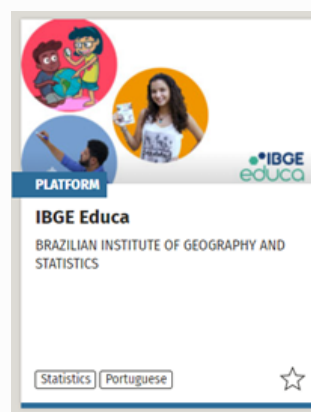 IBGE
educa
PLATFORM
IBGE Educa
BRAZILIAN INSTITUTE OF GEOGRAPHY AND
STATISTICS
Statistics Portuguese